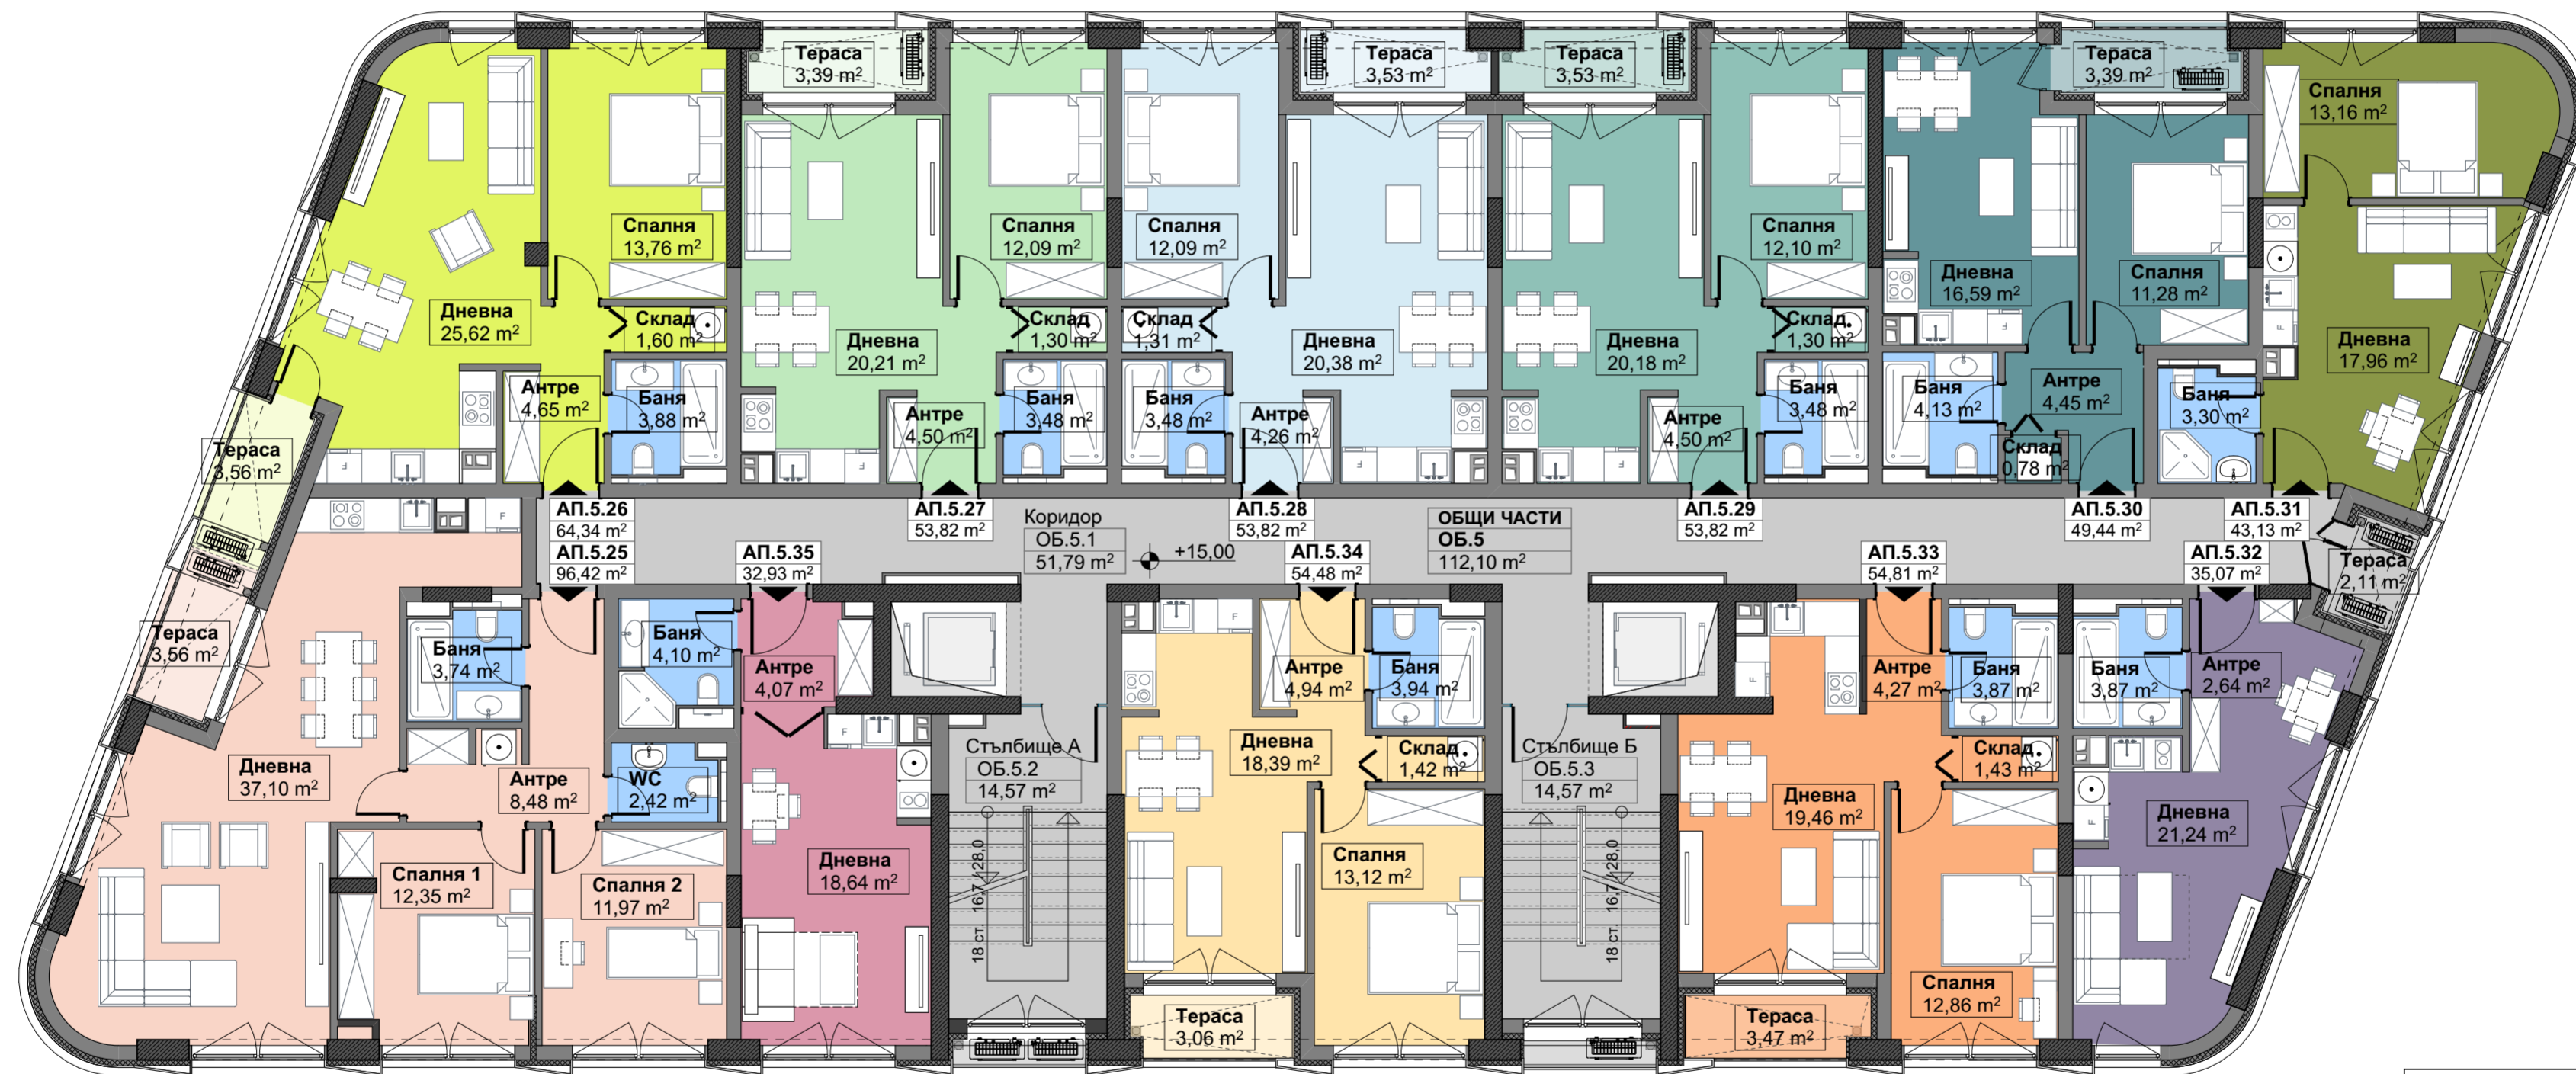 Тераса
3,39 m²
Тераса
3,53 m²
Тераса
3,53 m²
Тераса
3,39 m²
Спалня
13,16 m²
Спалня
13,76 m²
Спалня
12,09 m²
Спалня
12,09 m²
Спалня
12,10 m²
Дневна
16,59 m²
Спалня
11,28 m²
Дневна
25,62 m²
Склад
1,60 m²
Дневна
20,21 m²
Склад
1,30 m²
Склад
1,31 m²
Дневна
20,38 m²
Дневна
20,18 m²
Склад
1,30 m²
Дневна
17,96 m²
Антре
4,65 m²
Баня
3,88 m²
Антре
4,50 m²
Баня
3,48 m²
Баня
3,48 m²
Антре
4,26 m²
Антре
4,50 m²
Баня
3,48 m²
Баня
4,13 m²
Антре
4,45 m²
Баня
3,30 m²
Склад
0,78 m²
Тераса
3,56 m²
F
F
F
F
F
F
F
АП.5.26
64,34 m²
АП.5.25
96,42 m²
АП.5.35
32,93 m²
АП.5.27
53,82 m²
Коридор
ОБ.5.1
51,79 m²
+15,00
АП.5.28
53,82 m²
АП.5.34
54,48 m²
ОБЩИ ЧАСТИ
ОБ.5
112,10 m²
АП.5.29
53,82 m²
АП.5.33
54,81 m²
АП.5.30
49,44 m²
АП.5.31
43,13 m²
АП.5.32
35,07 m²
Тераса
2,11 m²
Тераса
3,56 m²
Баня
3,74 m²
Баня
4,10 m²
Антре
4,07 m²
F
Антре
4,94 m²
Баня
3,94 m²
F
Антре
4,27 m²
Баня
3,87 m²
Баня
3,87 m²
Антре
2,64 m²
Дневна
37,10 m²
Антре
8,48 m²
WC
2,42 m²
F
Стълбище А
ОБ.5.2
14,57 m²
Дневна
18,39 m²
Склад
1,42 m²
Стълбище Б
ОБ.5.3
14,57 m²
Дневна
19,46 m²
Склад
1,43 m²
F
Дневна
21,24 m²
Спалня 1
12,35 m²
Спалня 2
11,97 m²
Дневна
18,64 m²
18 ст. 16,7 / 28,0
Спалня
13,12 m²
18 ст. 16,7 / 28,0
Спалня
12,86 m²
Тераса
3,06 m²
Тераса
3,47 m²